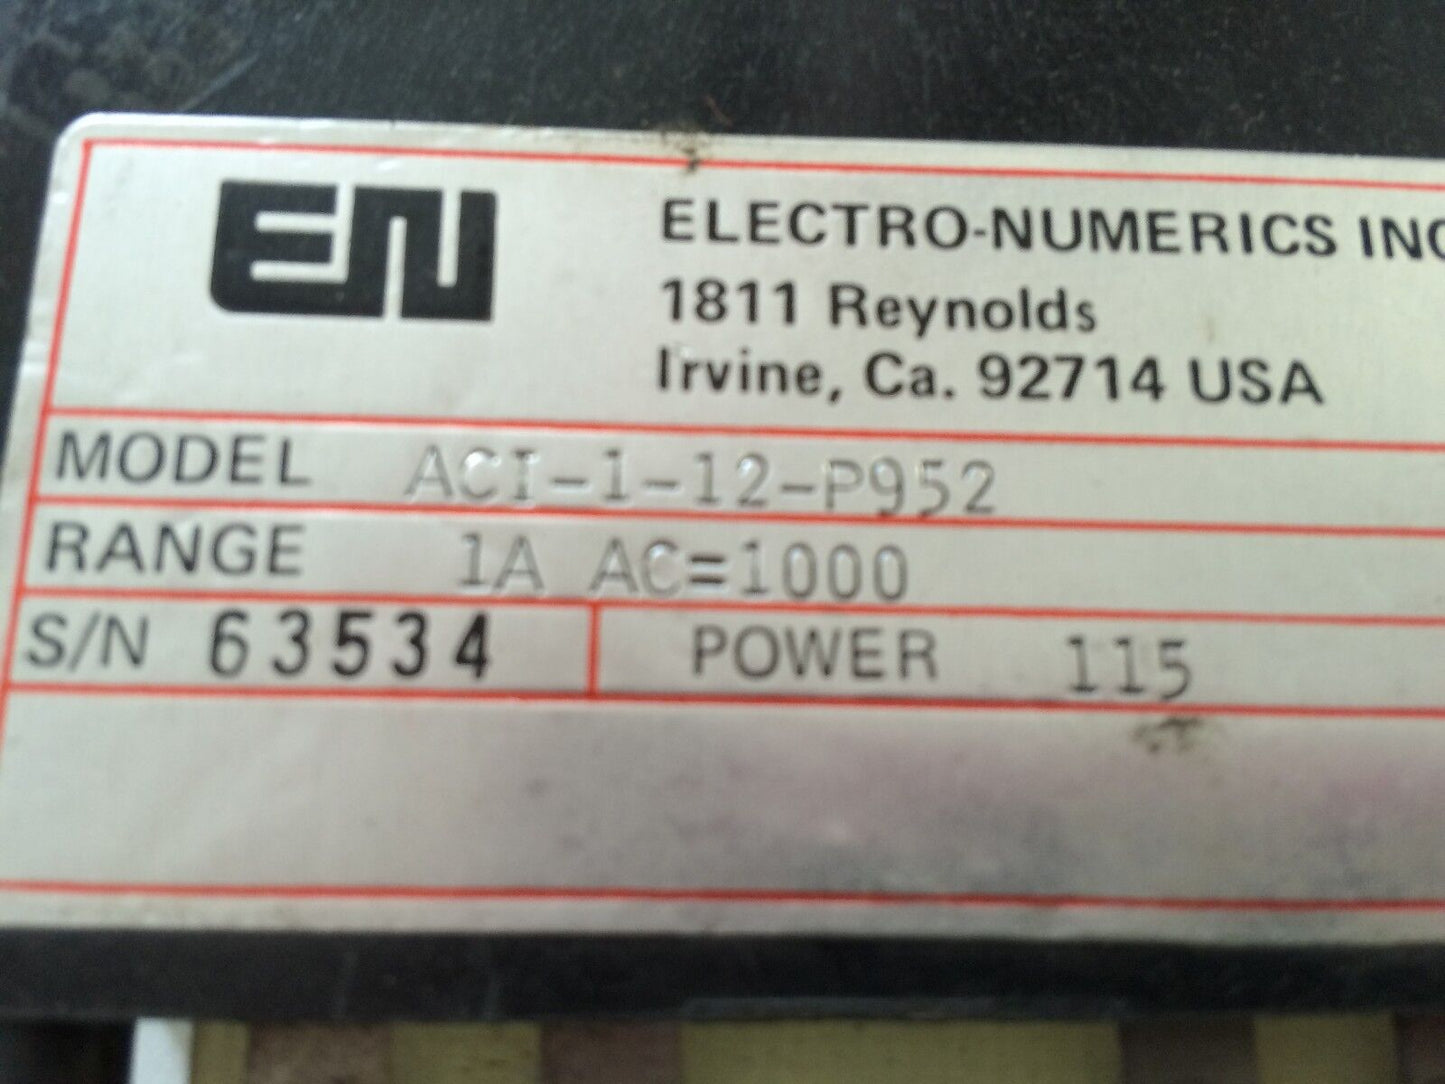 EN
ELECTRO-NUMERICS INC
1811 Reynolds
Irvine, Ca. 92714 USA
MODEL ACI-1-12-P952
RANGE 1A AC=1000
S/N 63534 POWER 115